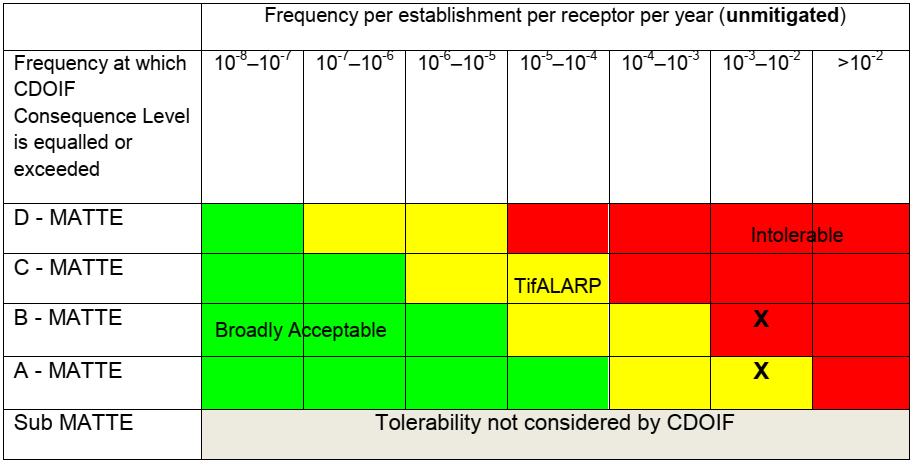 Frequency per establishment per receptor per year (unmitigated)
Frequency at which
CDOIF
Consequence Level
is equalled or
exceeded
10⁻⁸–10⁻⁷ 10⁻⁷–10⁻⁶ 10⁻⁶–10⁻⁵ 10⁻⁵–10⁻⁴ 10⁻⁴–10⁻³ 10⁻³–10⁻² >10⁻²
D - MATTE
Intolerable
C - MATTE
TifALARP
B - MATTE
Broadly Acceptable
X
A - MATTE
X
Sub MATTE
Tolerability not considered by CDOIF